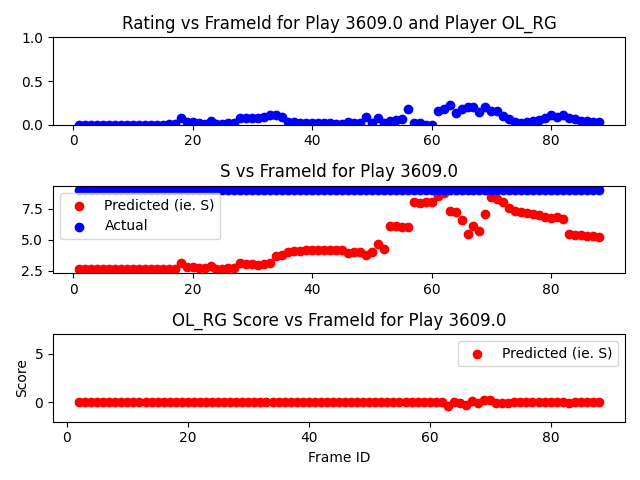 Rating vs FrameId for Play 3609.0 and Player OL_RG
1.0
0.5
0.0
0 20 40 60 80
S vs FrameId for Play 3609.0
7.5
5.0
2.5
Predicted (ie. S)
Actual
0 20 40 60 80
OL_RG Score vs FrameId for Play 3609.0
Score
5
0
Predicted (ie. S)
0 20 40 60 80
Frame ID